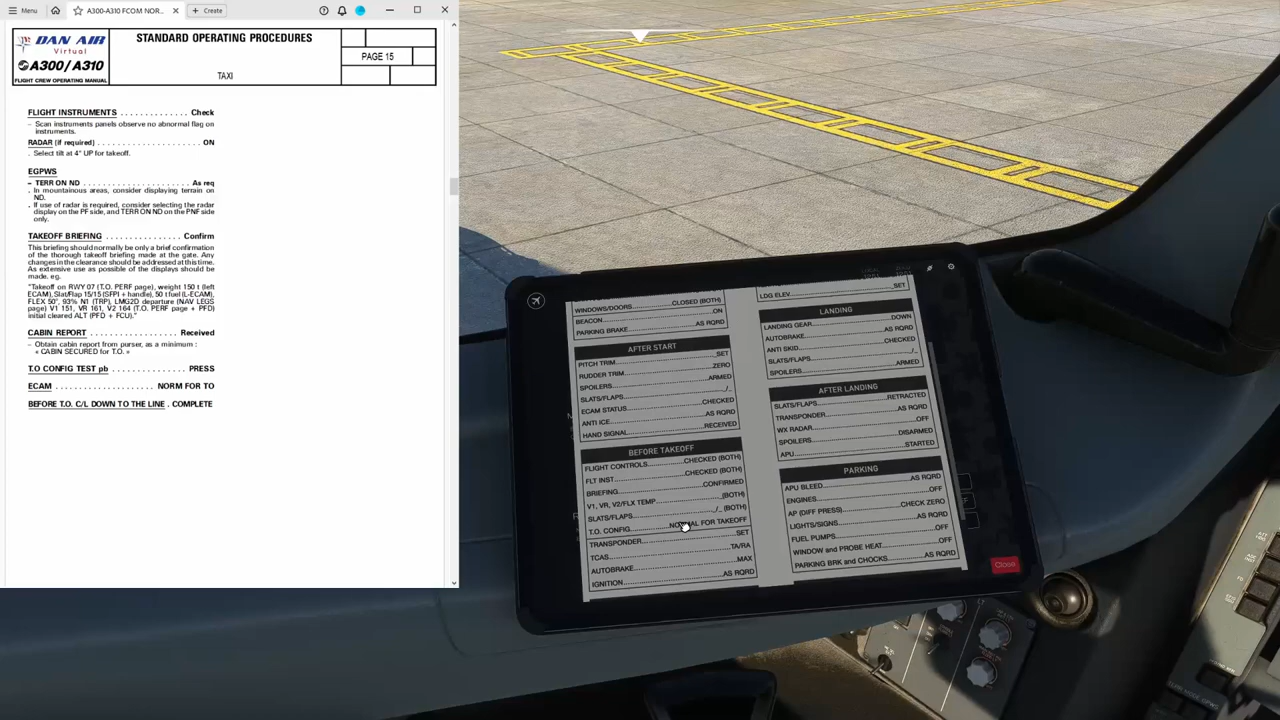 Menu
A300-A310 FCOM NOR...
Create
DAN AIR
Virtual
A300/A310
FLIGHT CREW OPERATING MANUAL
STANDARD OPERATING PROCEDURES
TAXI
PAGE 15
FLIGHT INSTRUMENTS . . . . . . . . . . . . . . Check
– Scan instruments panels observe no abnormal flag on
instruments.
RADAR (if required) . . . . . . . . . . . . . . . . . . . . . . ON
. Select tilt at 4° UP for takeoff.
EGPWS
– TERR ON ND . . . . . . . . . . . . . . . . . . . . . . As req
. In mountainous areas, consider displaying terrain on
ND.
. If use of radar is required, consider selecting the radar
display on the PF side, and TERR ON ND on the PNF side
only.
TAKEOFF BRIEFING . . . . . . . . . . . . . . . . Confirm
This briefing should normally be only a brief confirmation
of the thorough takeoff briefing made at the gate. Any
changes in the clearance should be addressed at this time.
As extensive use as possible of the displays should be
made. eg.
"Takeoff on RWY 07 (T.O. PERF page), weight 150 t (left
ECAM), Slat/Flap 15/15 (SFPI + handle), 50 t fuel (L-ECAM),
FLEX 50°, 93% N1 (TRP), LMG2D departure (NAV LEGS
page) V1 151, VR 161, V2 164 (T.O. PERF page + PFD)
initial cleared ALT (PFD + FCU)."
CABIN REPORT . . . . . . . . . . . . . . . . . . Received
– Obtain cabin report from purser, as a minimum :
« CABIN SECURED for T.O. »
T.O CONFIG TEST pb . . . . . . . . . . . . . . . PRESS
ECAM . . . . . . . . . . . . . . . . . . . . NORM FOR TO
BEFORE T.O. C/L DOWN TO THE LINE . COMPLETE
WINDOWS/DOORS CLOSED (BOTH)
BEACON ON
PARKING BRAKE AS RQRD
AFTER START
PITCH TRIM _SET
RUDDER TRIM ZERO
SPOILERS ARMED
SLATS/FLAPS _/_
ECAM STATUS CHECKED
ANTI ICE AS RQRD
HAND SIGNAL RECEIVED
BEFORE TAKEOFF
FLIGHT CONTROLS CHECKED (BOTH)
FLT INST CHECKED (BOTH)
BRIEFING CONFIRMED
V1, VR, V2/FLX TEMP _(BOTH)
SLATS/FLAPS _/_ (BOTH)
T.O. CONFIG NORMAL FOR TAKEOFF
TRANSPONDER SET
TCAS TA/RA
AUTOBRAKE MAX
IGNITION AS RQRD
LDG ELEV _SET
LANDING
LANDING GEAR DOWN
AUTOBRAKE AS RQRD
ANTI SKID CHECKED
SLATS/FLAPS _/_
SPOILERS ARMED
AFTER LANDING
SLATS/FLAPS RETRACTED
TRANSPONDER AS RQRD
WX RADAR OFF
SPOILERS DISARMED
APU STARTED
PARKING
APU BLEED AS RQRD
ENGINES OFF
AP (DIFF PRESS) CHECK ZERO
LIGHTS/SIGNS AS RQRD
FUEL PUMPS OFF
WINDOW and PROBE HEAT OFF
PARKING BRK and CHOCKS AS RQRD
Close